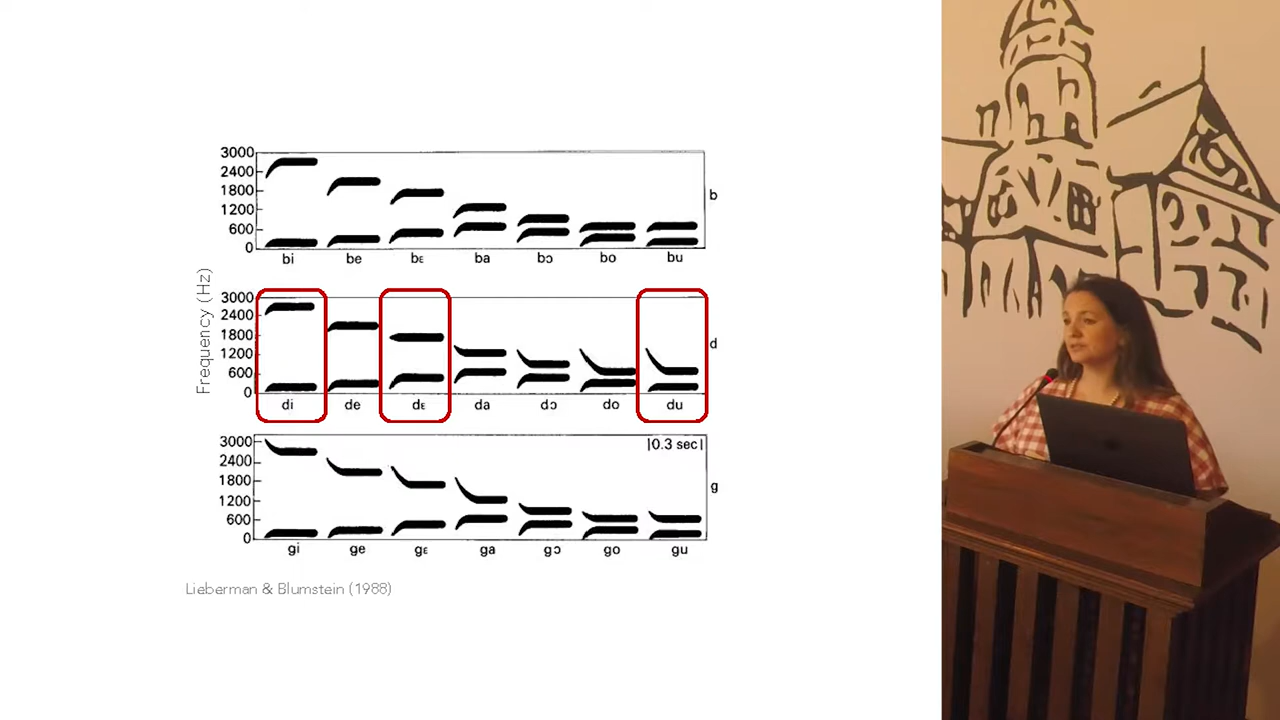 3000
2400
1800
1200
600
0
b
bi be bɛ ba bɔ bo bu
Frequency (Hz)
3000
2400
1800
1200
600
0
d
di de dɛ da dɔ do du
3000
2400
1800
1200
600
0
|0.3 sec|
g
gi ge gɛ ga gɔ go gu
Lieberman & Blumstein (1988)